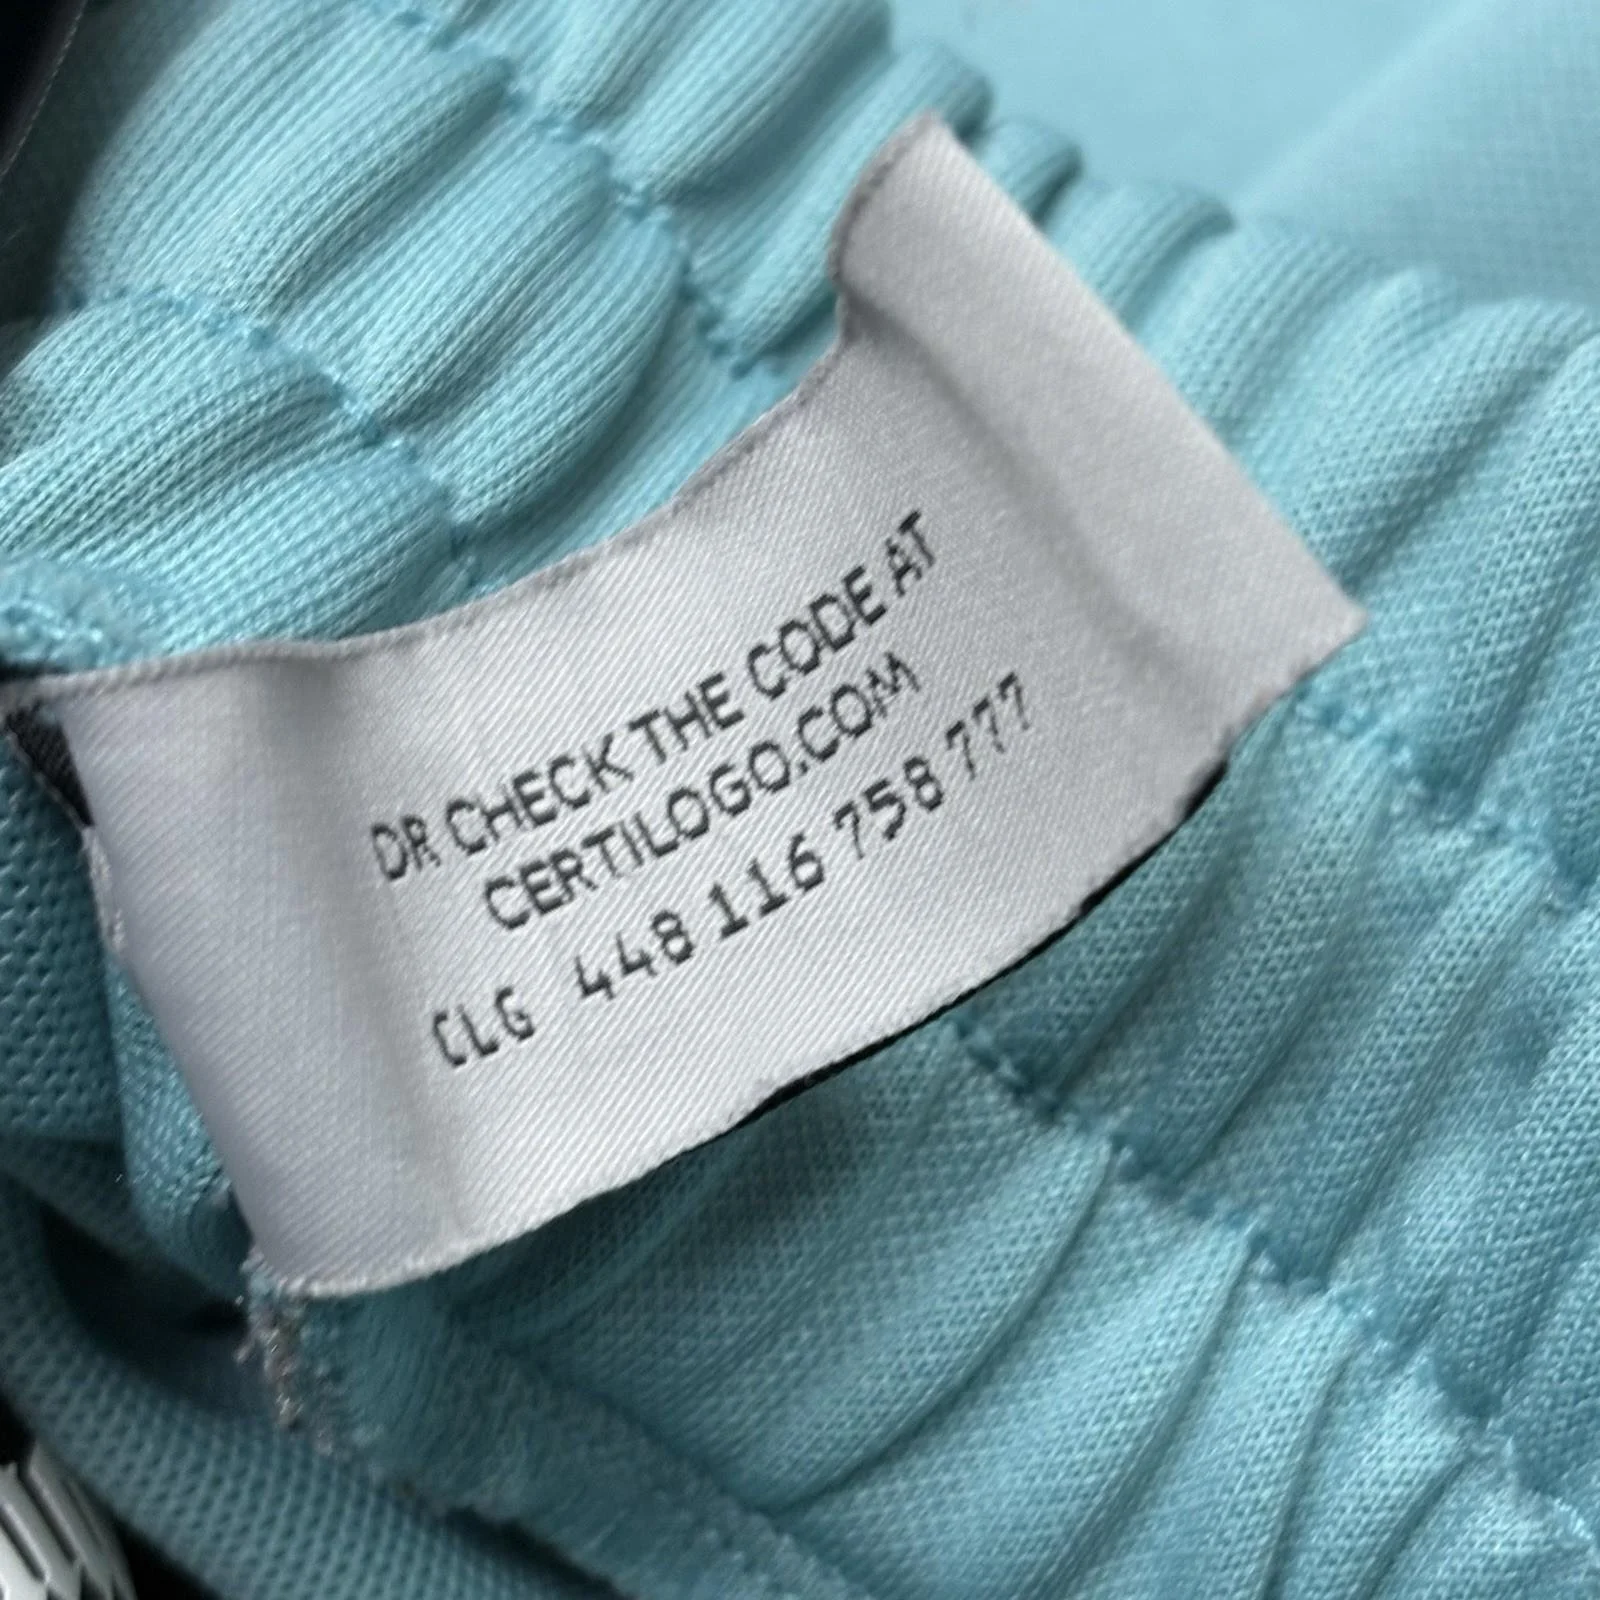 OR CHECK THE CODE AT
CERTILOGO.COM
CLG 448 116 758 777